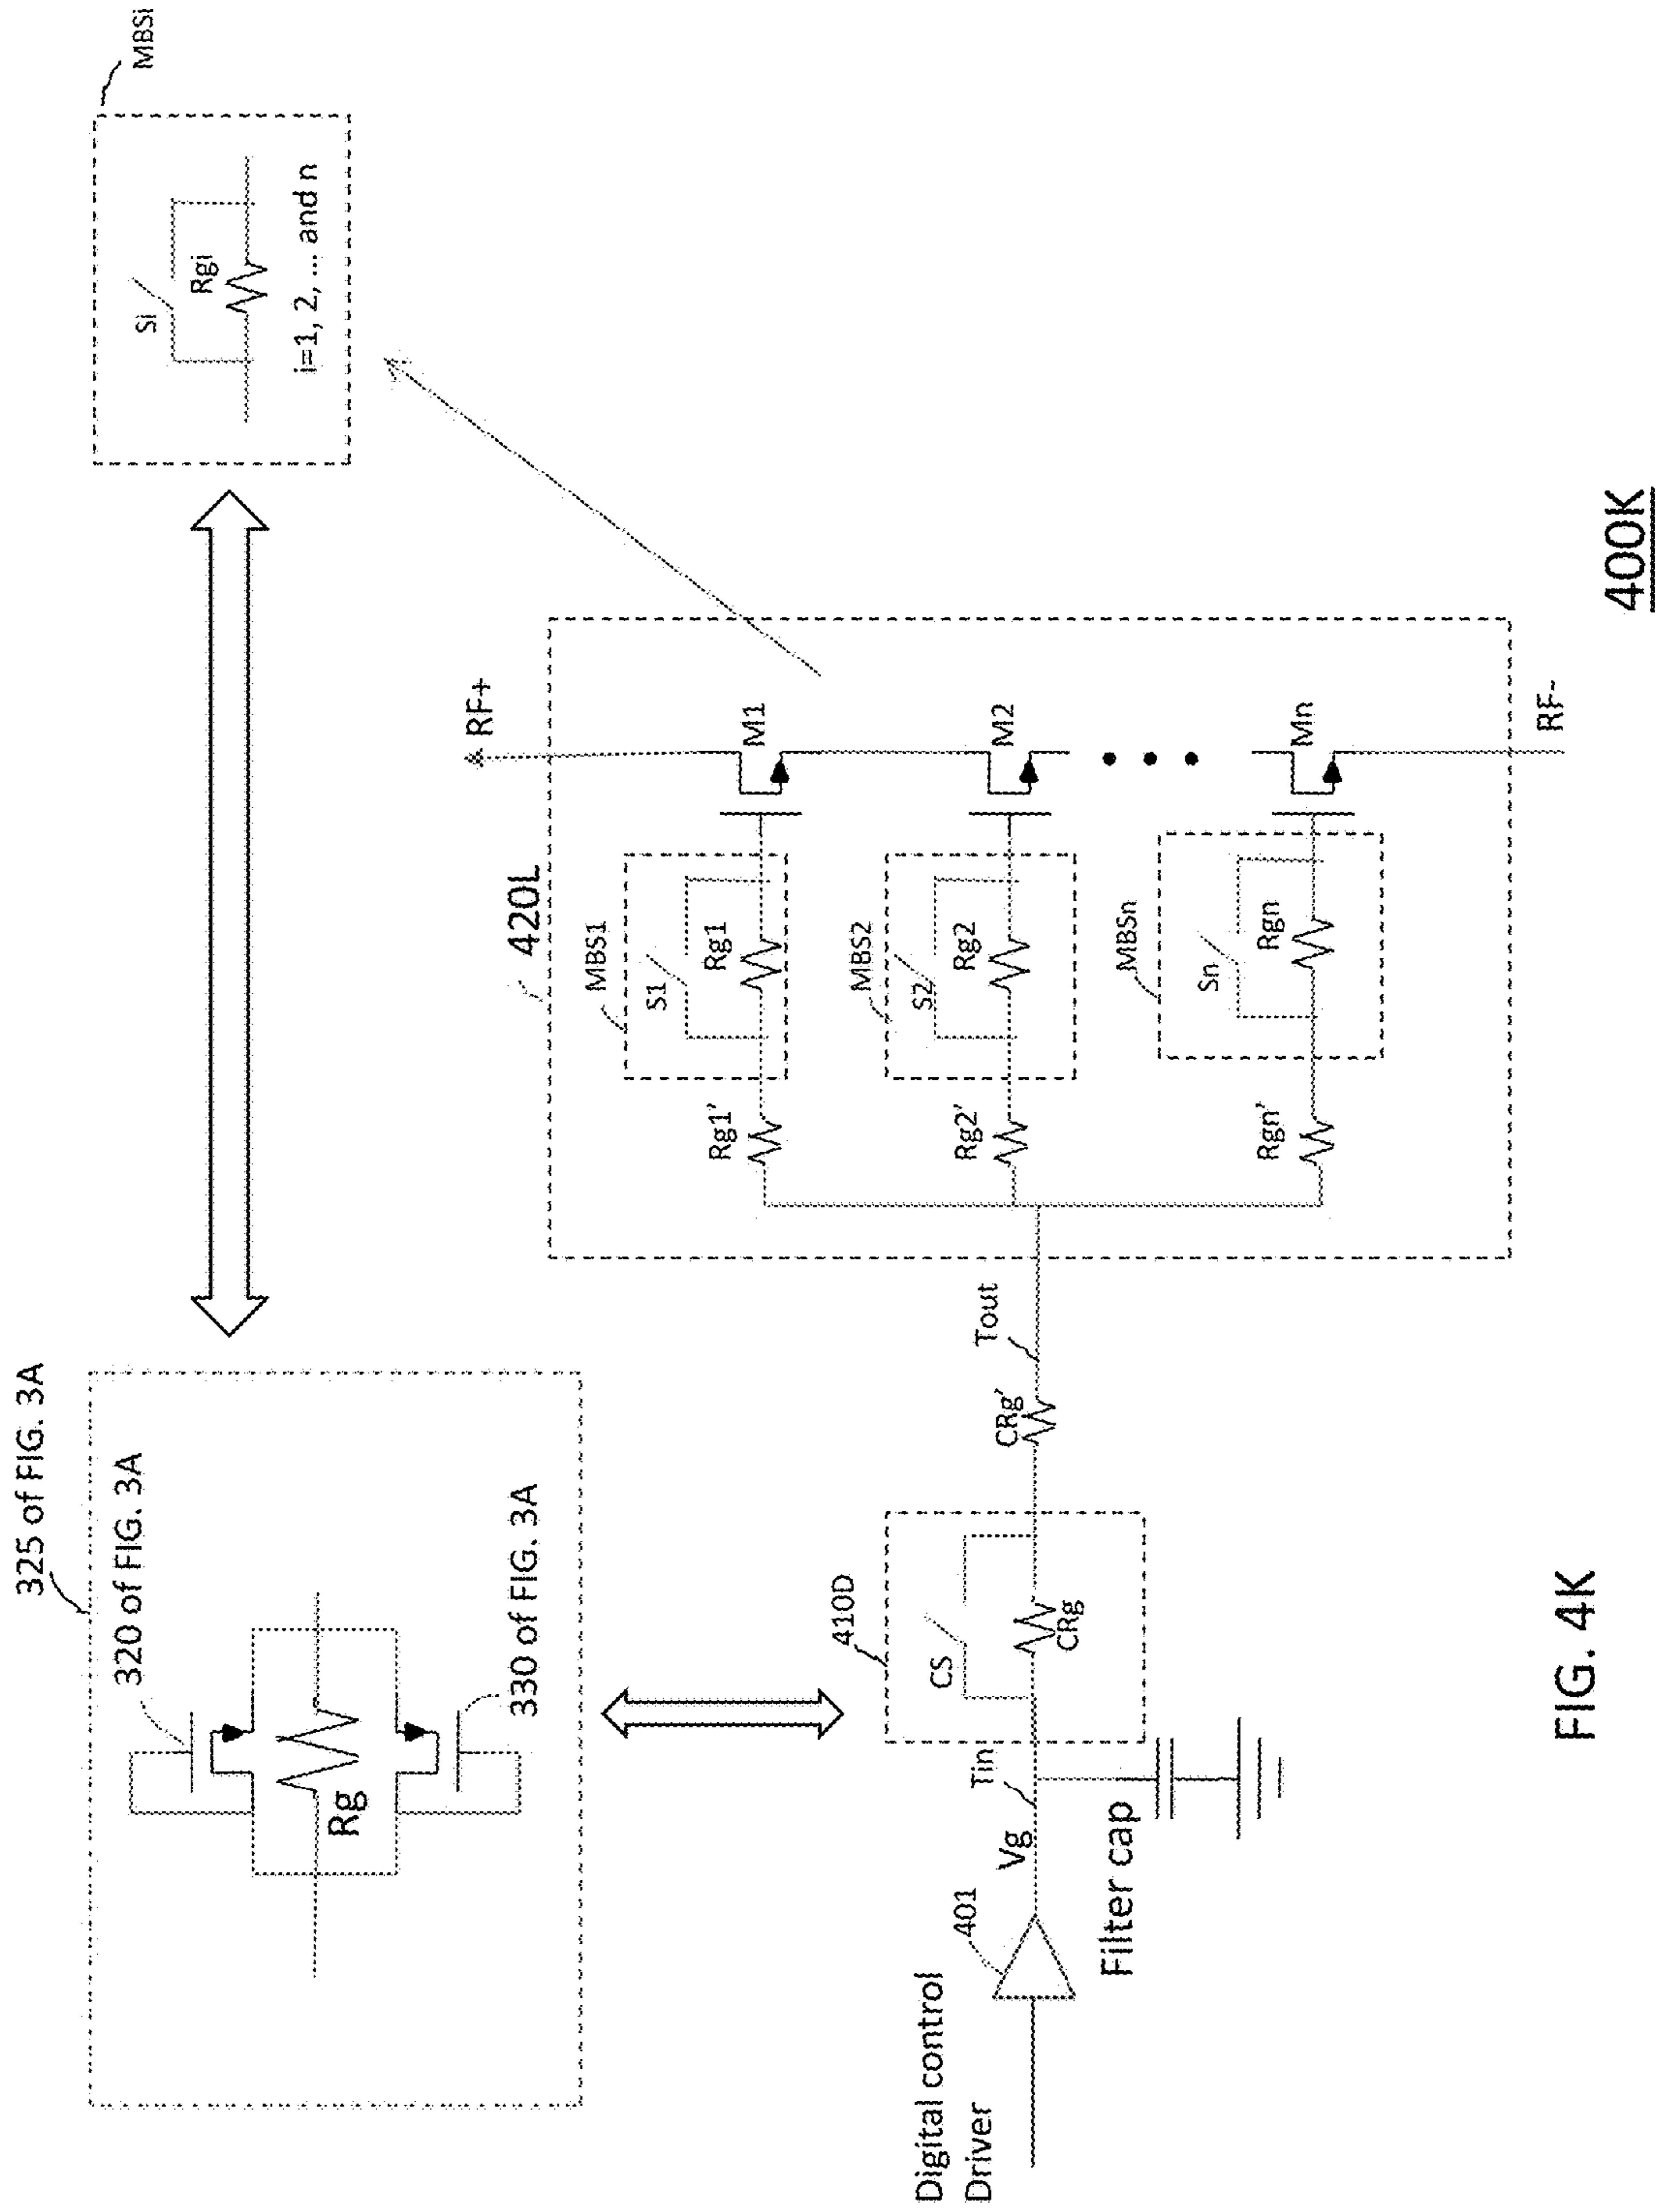 325 of FIG. 3A
320 of FIG. 3A
Rg
330 of FIG. 3A
MBSi
Si
Rgi
i=1, 2, ... and n
Digital control
Driver
401
Vg
Tin
Filter cap
410D
CS
CRg
CRg'
Tout
420L
RF+
MBS1
S1
Rg1
Rg1'
M1
MBS2
S2
Rg2
Rg2'
M2
MBSn
Sn
Rgn
Rgn'
Mn
RF-
FIG. 4K
400K